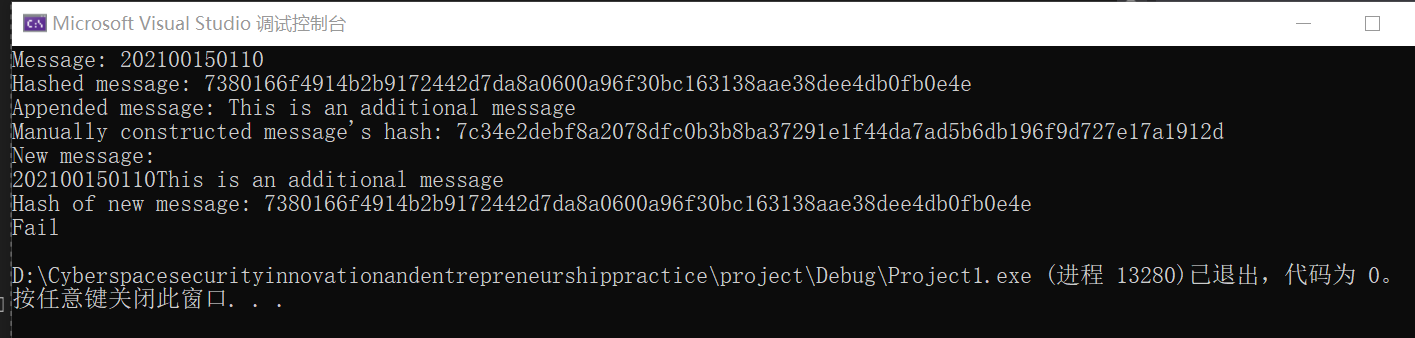 Microsoft Visual Studio 调试控制台
Message: 202100150110
Hashed message: 7380166f4914b2b9172442d7da8a0600a96f30bc163138aae38dee4db0fb0e4e
Appended message: This is an additional message
Manually constructed message's hash: 7c34e2debf8a2078dfc0b3b8ba37291e1f44da7ad5b6db196f9d727e17a1912d
New message:
202100150110This is an additional message
Hash of new message: 7380166f4914b2b9172442d7da8a0600a96f30bc163138aae38dee4db0fb0e4e
Fail
D:\Cyberspacesecurityinnovationandentrepreneurshippractice\project\Debug\Project1.exe (进程 13280)已退出，代码为 0。
按任意键关闭此窗口. . .